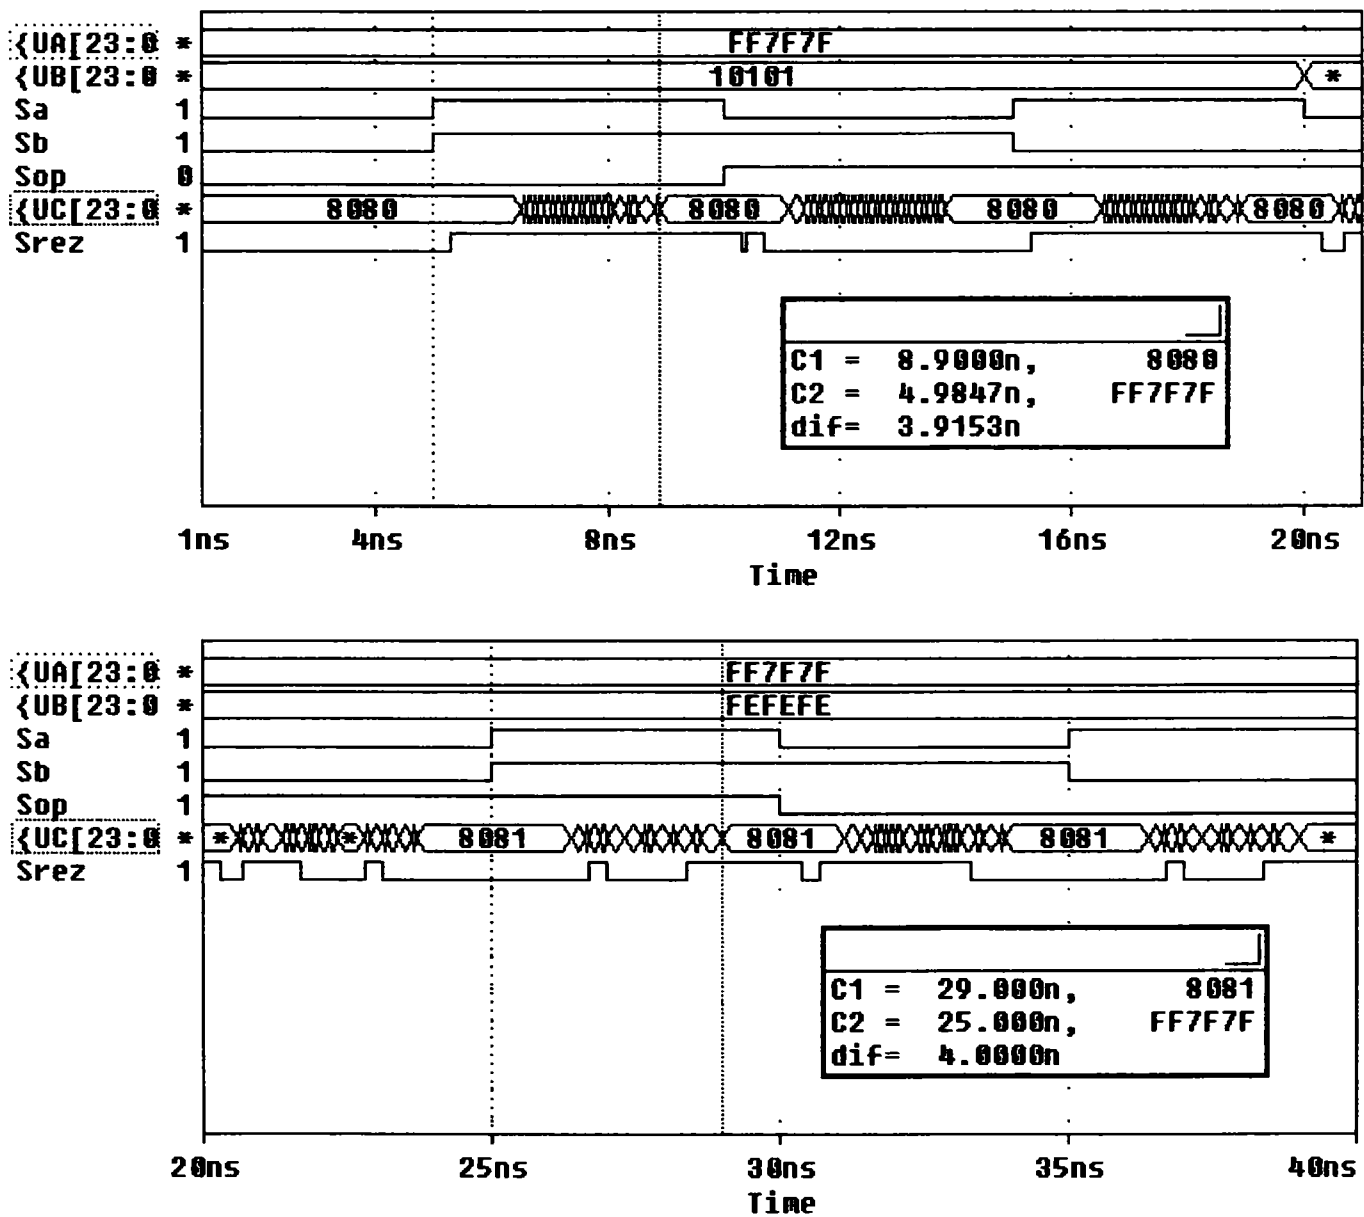 {UA[23:0 * FF7F7F
{UB[23:0 * 10101 *
Sa 1
Sb 1
Sop 0
{UC[23:0 * 8080 8080 8080 8080
Srez 1
C1 = 8.9000n, 8080
C2 = 4.9847n, FF7F7F
dif= 3.9153n
1ns 4ns 8ns 12ns 16ns 20ns
Time
{UA[23:0 * FF7F7F
{UB[23:0 * FEFEFE
Sa 1
Sb 1
Sop 1
{UC[23:0 * * * 8081 8081 8081 *
Srez 1
C1 = 29.000n, 8081
C2 = 25.000n, FF7F7F
dif= 4.0000n
20ns 25ns 30ns 35ns 40ns
Time